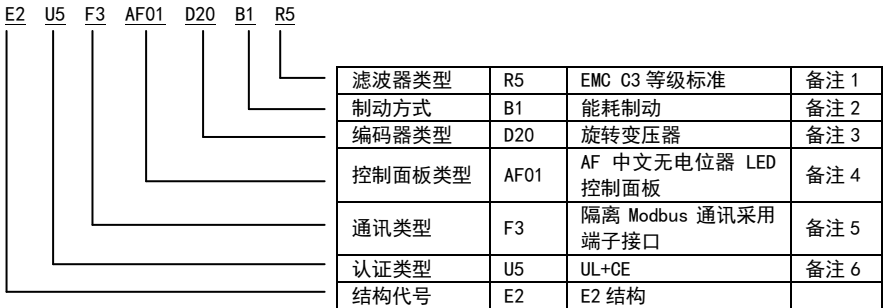 E2 U5 F3 AF01 D20 B1 R5
滤波器类型 R5 EMC C3 等级标准 备注 1
制动方式 B1 能耗制动 备注 2
编码器类型 D20 旋转变压器 备注 3
控制面板类型 AF01 AF 中文无电位器 LED
控制面板 备注 4
通讯类型 F3 隔离 Modbus 通讯采用
端子接口 备注 5
认证类型 U5 UL+CE 备注 6
结构代号 E2 E2 结构